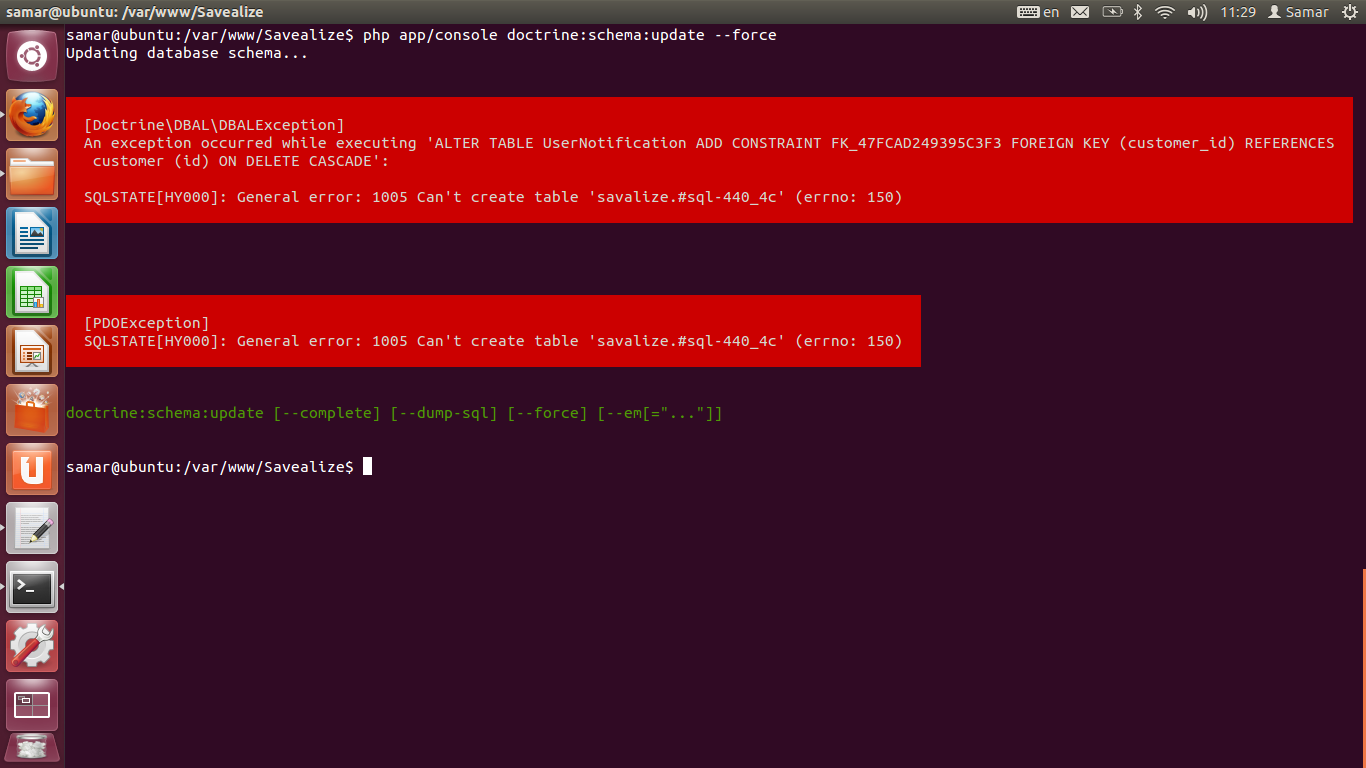 samar@ubuntu: /var/www/Savealize
en
11:29
Samar
samar@ubuntu:/var/www/Savealize$ php app/console doctrine:schema:update --force
Updating database schema...
[Doctrine\DBAL\DBALException]
An exception occurred while executing 'ALTER TABLE UserNotification ADD CONSTRAINT FK_47FCAD249395C3F3 FOREIGN KEY (customer_id) REFERENCES
customer (id) ON DELETE CASCADE':
SQLSTATE[HY000]: General error: 1005 Can't create table 'savalize.#sql-440_4c' (errno: 150)
[PDOException]
SQLSTATE[HY000]: General error: 1005 Can't create table 'savalize.#sql-440_4c' (errno: 150)
doctrine:schema:update [--complete] [--dump-sql] [--force] [--em[="..."]]
samar@ubuntu:/var/www/Savealize$